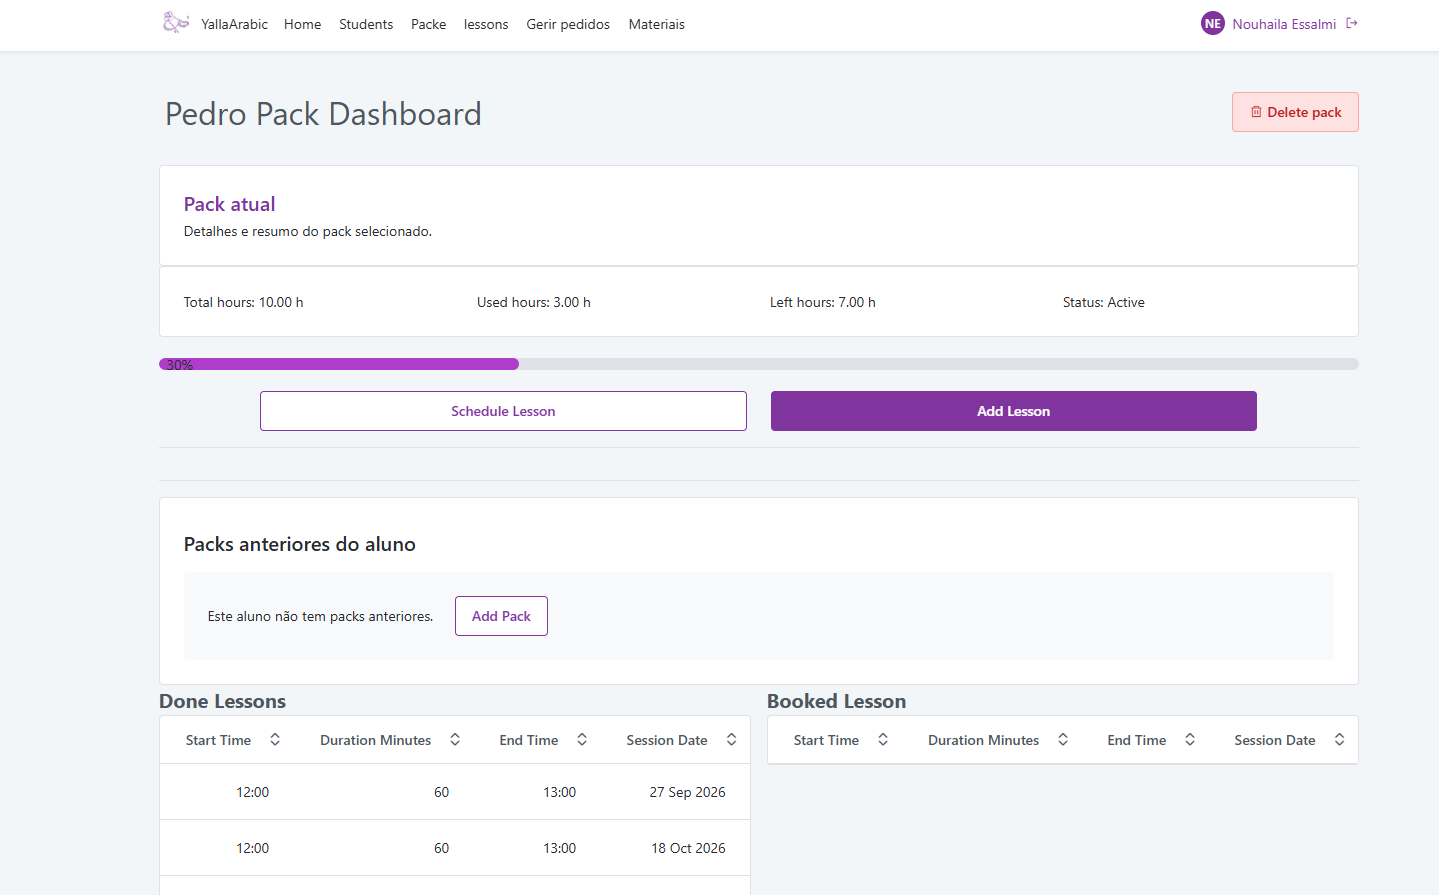 YallaArabic Home Students Packe lessons Gerir pedidos Materiais NE Nouhaila Essalmi
Pedro Pack Dashboard
Delete pack
Pack atual
Detalhes e resumo do pack selecionado.
Total hours: 10.00 h Used hours: 3.00 h Left hours: 7.00 h Status: Active
30%
Schedule Lesson Add Lesson
Packs anteriores do aluno
Este aluno não tem packs anteriores. Add Pack
Done Lessons
Start Time Duration Minutes End Time Session Date
12:00 60 13:00 27 Sep 2026
12:00 60 13:00 18 Oct 2026
Booked Lesson
Start Time Duration Minutes End Time Session Date